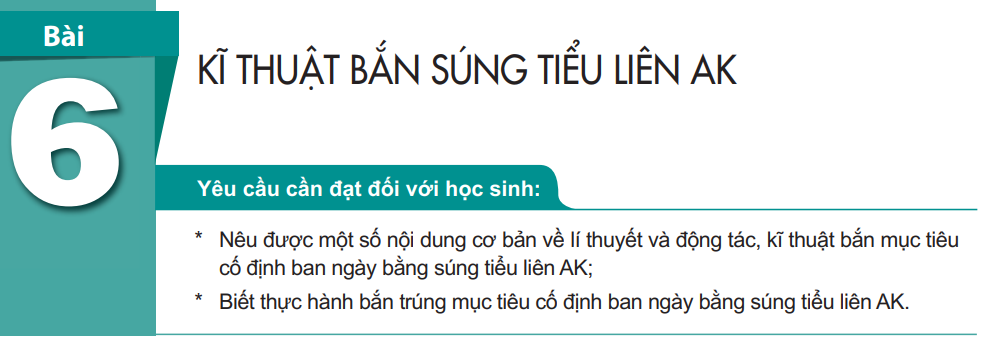 Bài
6
KĨ THUẬT BẮN SÚNG TIỂU LIÊN AK
Yêu cầu cần đạt đối với học sinh:
* Nêu được một số nội dung cơ bản về lí thuyết và động tác, kĩ thuật bắn mục tiêu
cố định ban ngày bằng súng tiểu liên AK;
* Biết thực hành bắn trúng mục tiêu cố định ban ngày bằng súng tiểu liên AK.